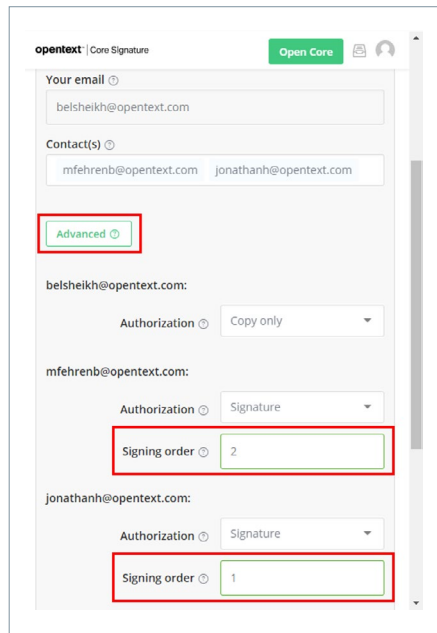 opentext™ | Core Signature Open Core
Your email
belsheikh@opentext.com
Contact(s)
mfehrenb@opentext.com jonathanh@opentext.com
Advanced
belsheikh@opentext.com:
Authorization Copy only
mfehrenb@opentext.com:
Authorization Signature
Signing order 2
jonathanh@opentext.com:
Authorization Signature
Signing order 1